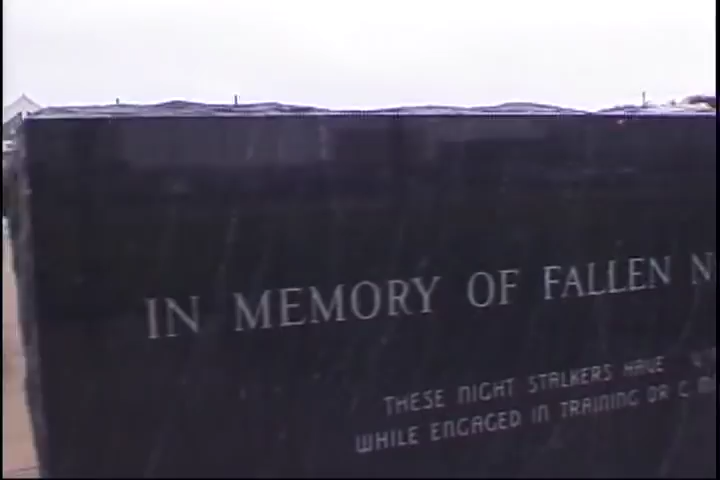 IN MEMORY OF FALLEN N
THESE NIGHT STALKERS HAVE
WHILE ENGAGED IN TRAINING OR C